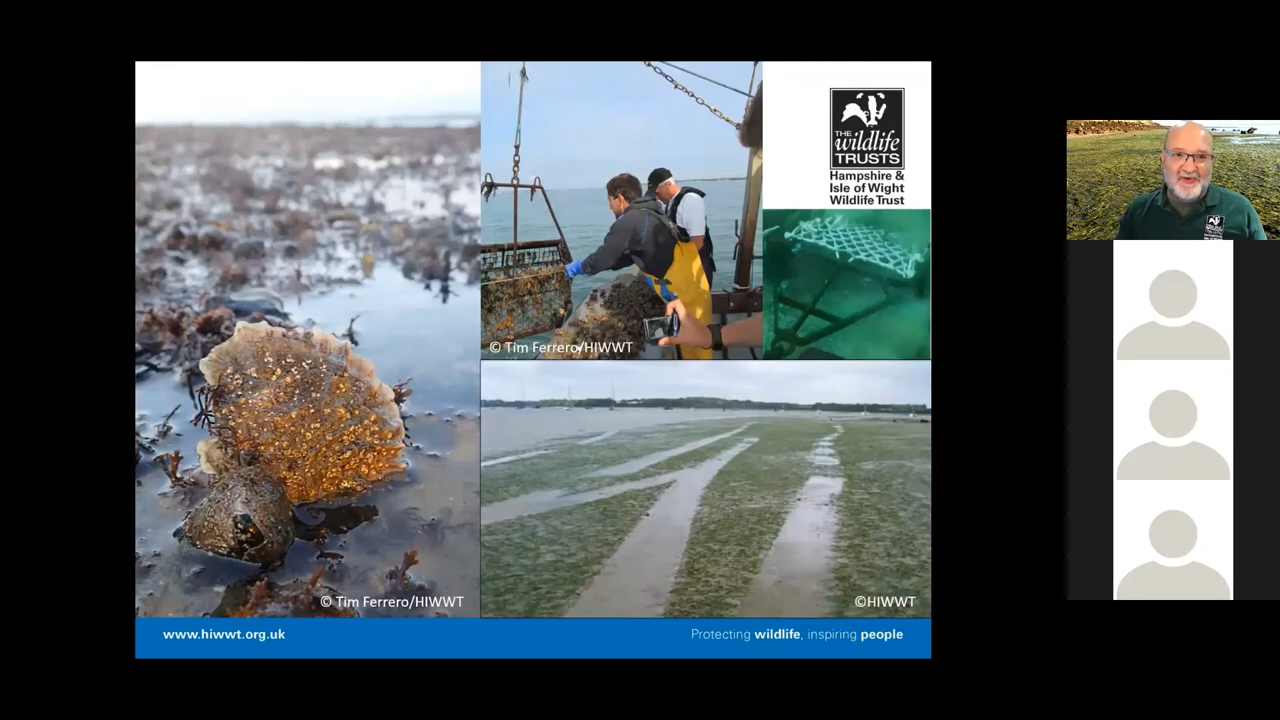 THE
wildlife
TRUSTS
Hampshire &
Isle of Wight
Wildlife Trust
© Tim Ferrero/HIWWT
© Tim Ferrero/HIWWT
©HIWWT
www.hiwwt.org.uk
Protecting wildlife, inspiring people